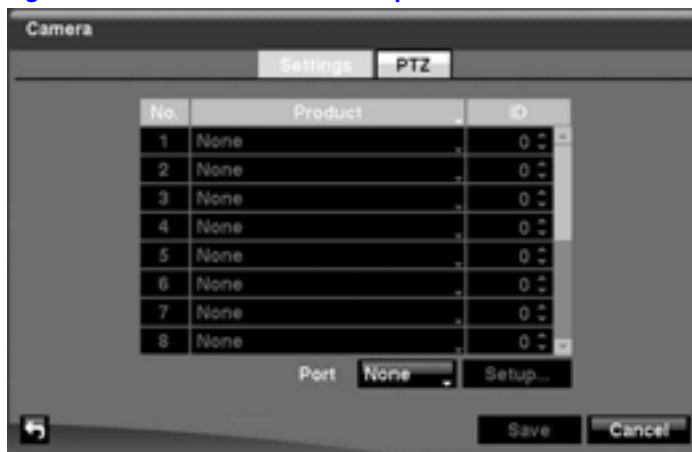 Camera
Settings PTZ
No. Product ID
1 None 0
2 None 0
3 None 0
4 None 0
5 None 0
6 None 0
7 None 0
8 None 0
Port None Setup...
Save Cancel